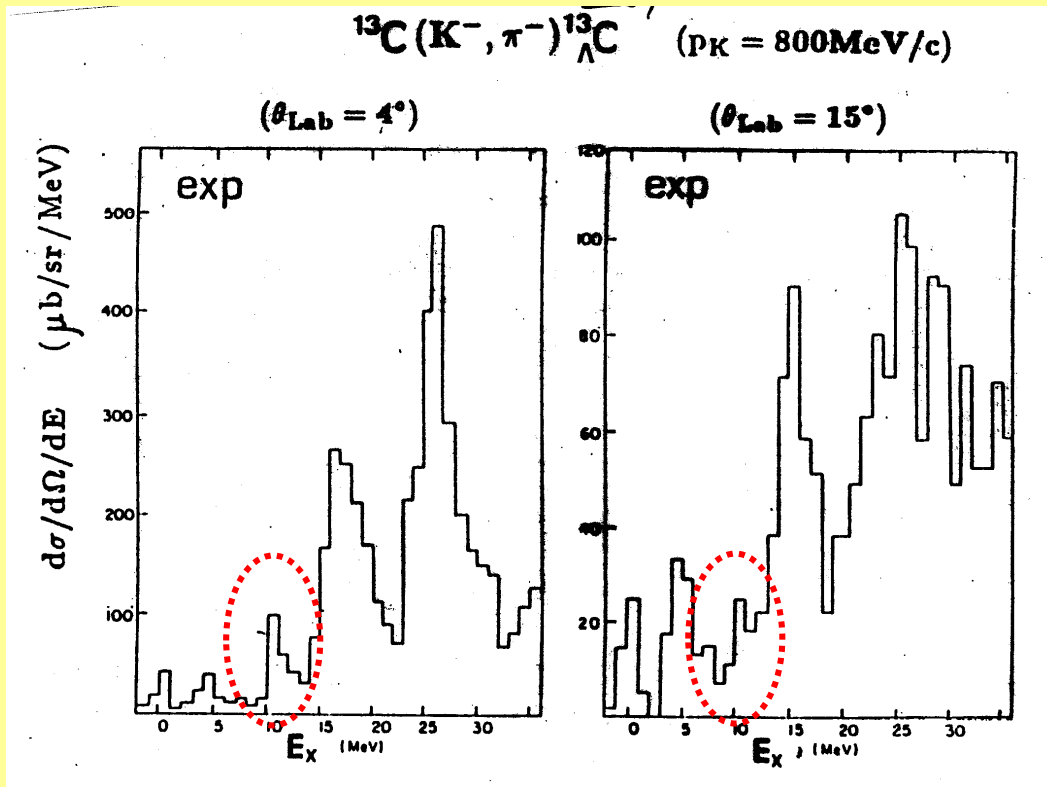 ¹³C(K⁻, π⁻)¹³ΛC (pK = 800MeV/c)
(θLab = 4°) (θLab = 15°)
dσ/dΩ/dE (μb/sr/MeV)
exp
500
400
300
200
100
0 5 10 15 20 25 30
Ex (MeV)
exp
120
100
80
60
40
20
0 5 10 15 20 25 30
Ex (MeV)